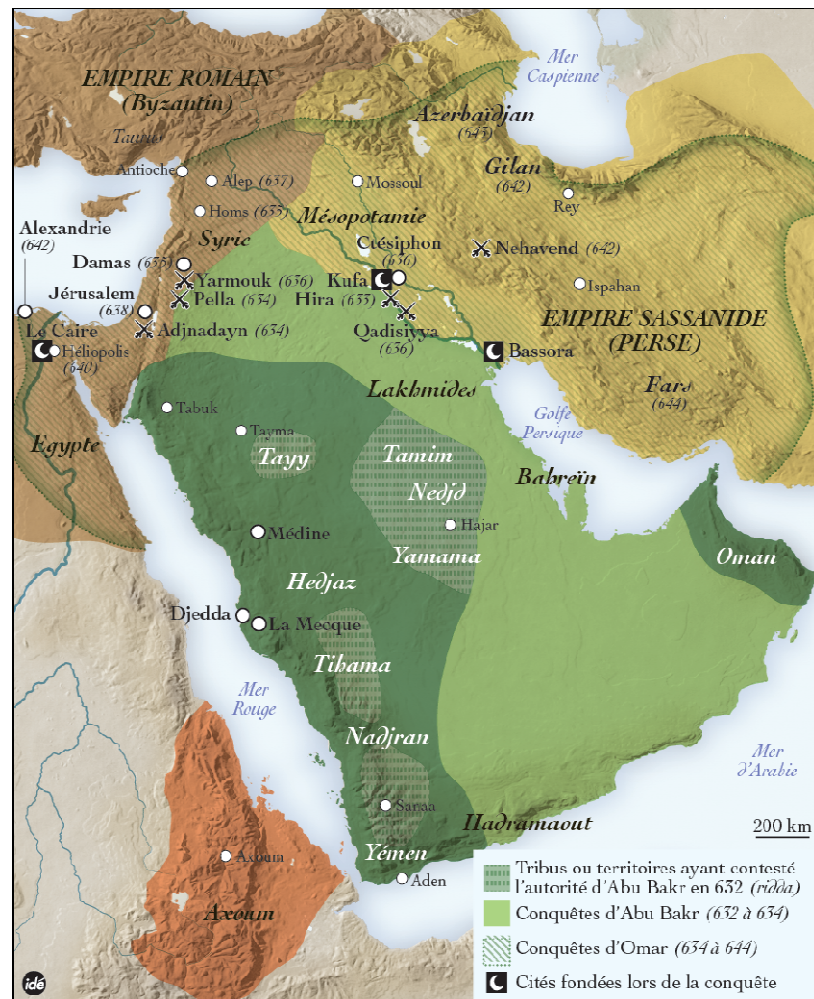 Mer
Caspienne
EMPIRE ROMAIN
(Byzantin)
Azerbaïdjan
(643)
Taurus
Antioche
Alep (637)
Mossoul
Gilan
(642)
Rey
Homs (635)
Mésopotamie
Alexandrie
(642)
Syrie
Ctésiphon
(636)
Nehavend (642)
Damas (635)
Yarmouk (636)
Kufa
Ispahan
Jérusalem
(638)
Pella (634)
Hira (633)
EMPIRE SASSANIDE
(PERSE)
Le Caire
Adjnadayn (634)
Qadisiyya
(636)
Héliopolis
(640)
Bassora
Lakhmides
Fars
(644)
Tabuk
Golfe
Persique
Egypte
Tayma
Tayy
Tamim
Bahreïn
Nedjd
Hajar
Médine
Yamama
Oman
Hedjaz
Djedda
La Mecque
Tihama
Mer
Rouge
Nadjran
Mer
d'Arabie
Sanaa
Hadramaout
200 km
Yémen
Axoum
Aden
Axoum
Tribus ou territoires ayant contesté
l'autorité d'Abu Bakr en 632 (ridda)
Conquêtes d'Abu Bakr (632 à 634)
Conquêtes d'Omar (634 à 644)
Cités fondées lors de la conquête
idé